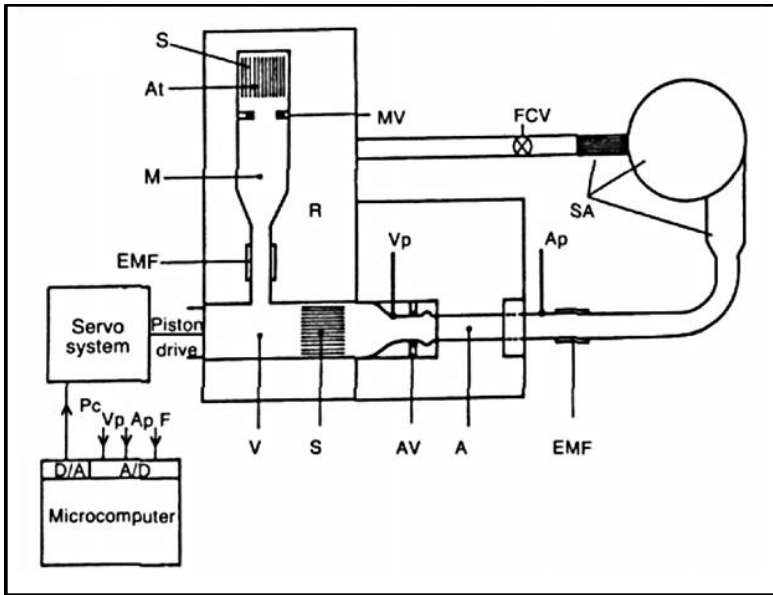 S
At
MV
FCV
M
SA
R
Vp
Ap
EMF
Servo
system
Piston
drive
Pc
Vp Ap F
V
S
AV
A
EMF
D/A
A/D
Microcomputer